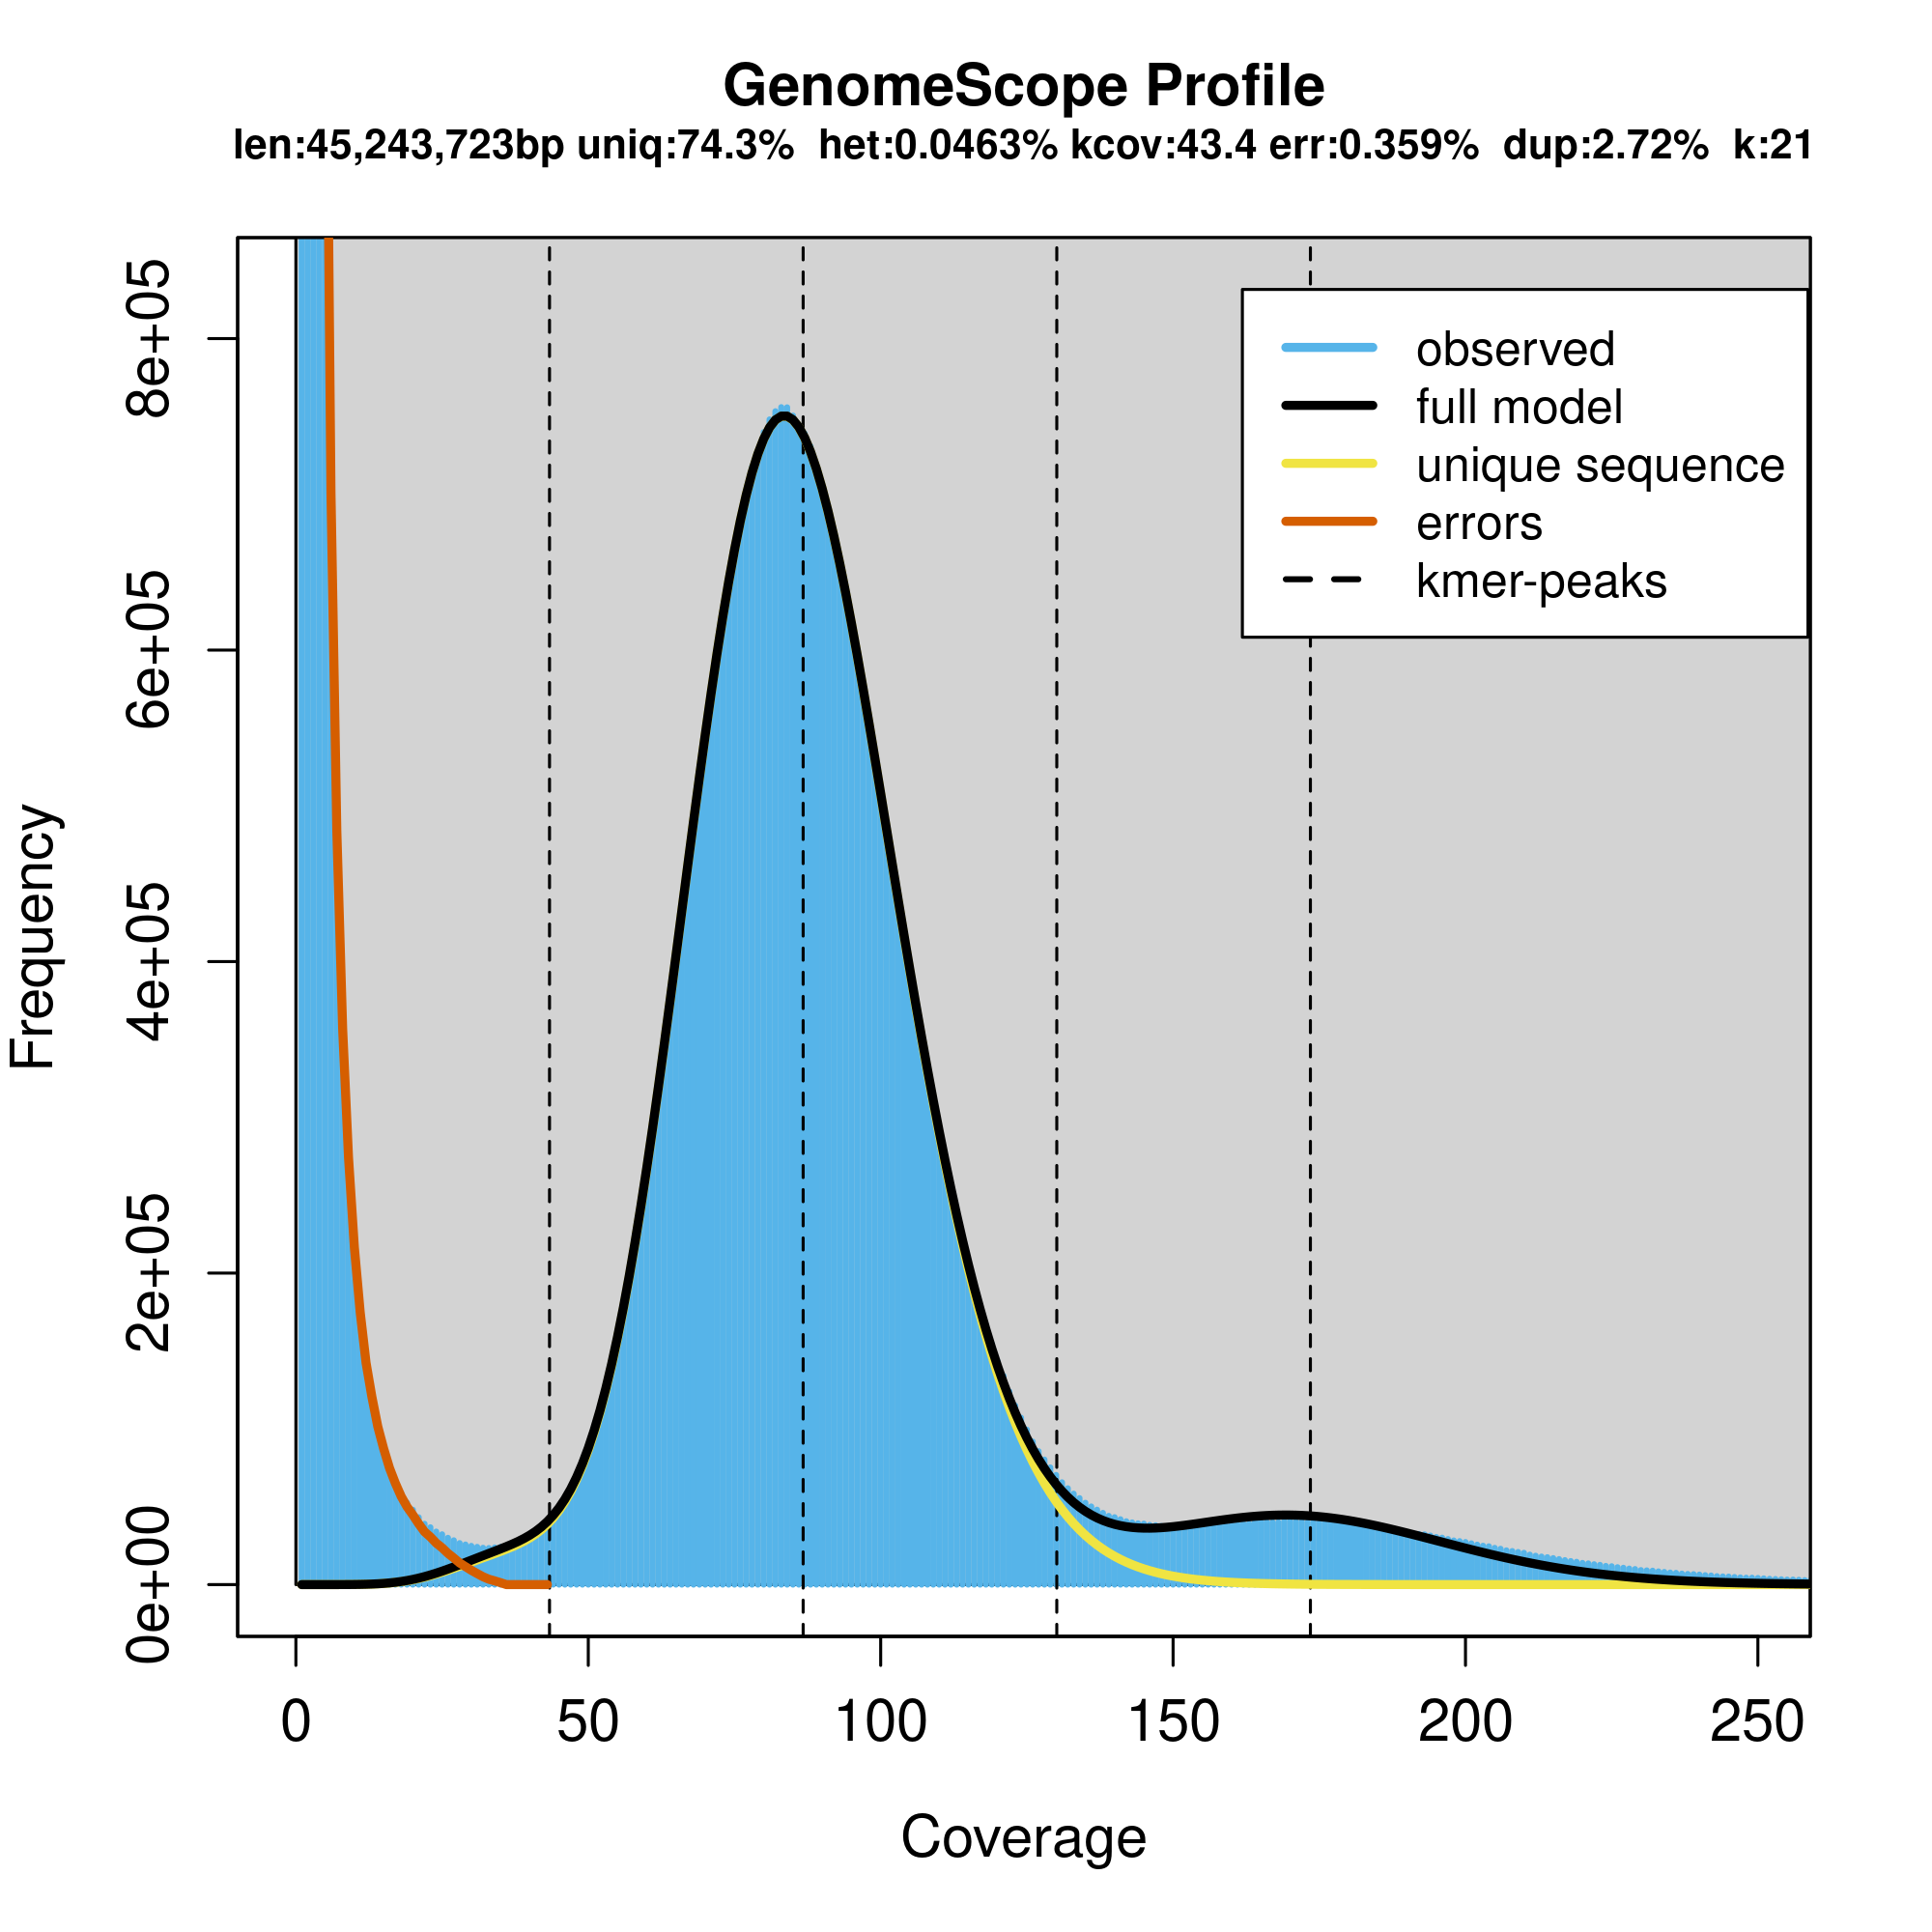 GenomeScope Profile
len:45,243,723bp uniq:74.3% het:0.0463% kcov:43.4 err:0.359% dup:2.72% k:21
observed
full model
unique sequence
errors
kmer-peaks
Frequency
8e+05
6e+05
4e+05
2e+05
0e+00
0 50 100 150 200 250
Coverage